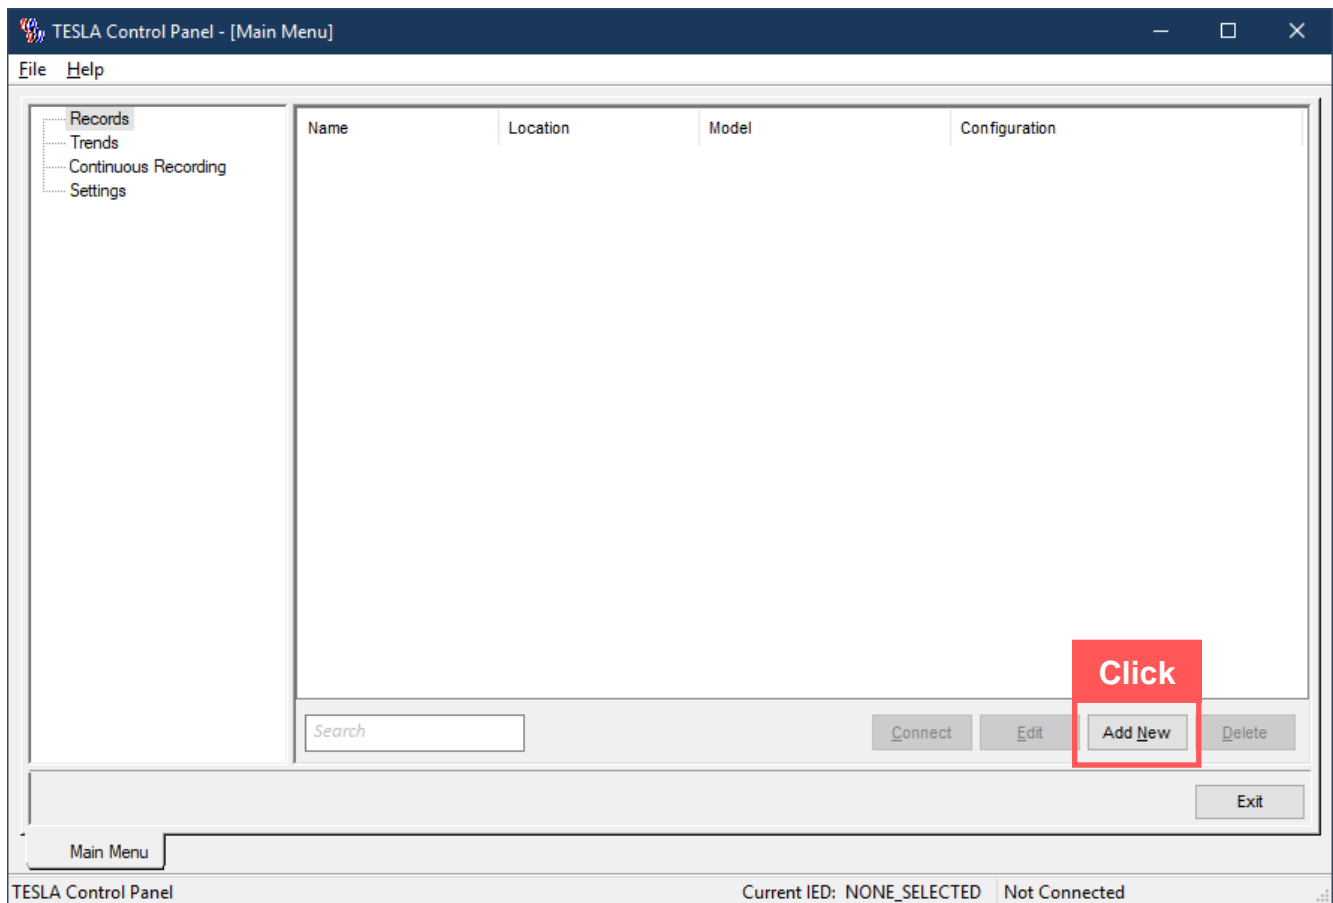 TESLA Control Panel - [Main Menu]
File Help
Records
Trends
Continuous Recording
Settings
Name Location Model Configuration
Click
Search Connect Edit Add New Delete
Exit
Main Menu
TESLA Control Panel Current IED: NONE_SELECTED Not Connected